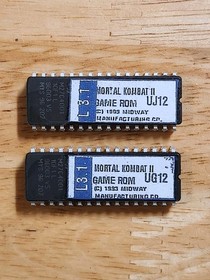 L 3.1
MORTAL KOMBAT II
GAME ROM UJ12
(C) 1993 MIDWAY
MANUFACTURING CO.
L3.1
MORTAL KOMBAT II
GAME ROM UG12
(C) 1993 MIDWAY
MANUFACTURING CO.